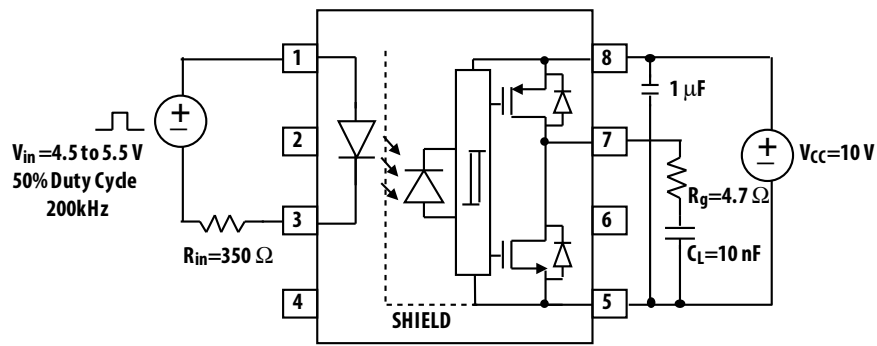 1
8
1 μF
2
7
V_in =4.5 to 5.5 V
50% Duty Cycle
200kHz
V_CC=10 V
R_g=4.7 Ω
3
6
R_in=350 Ω
C_L=10 nF
4
5
SHIELD